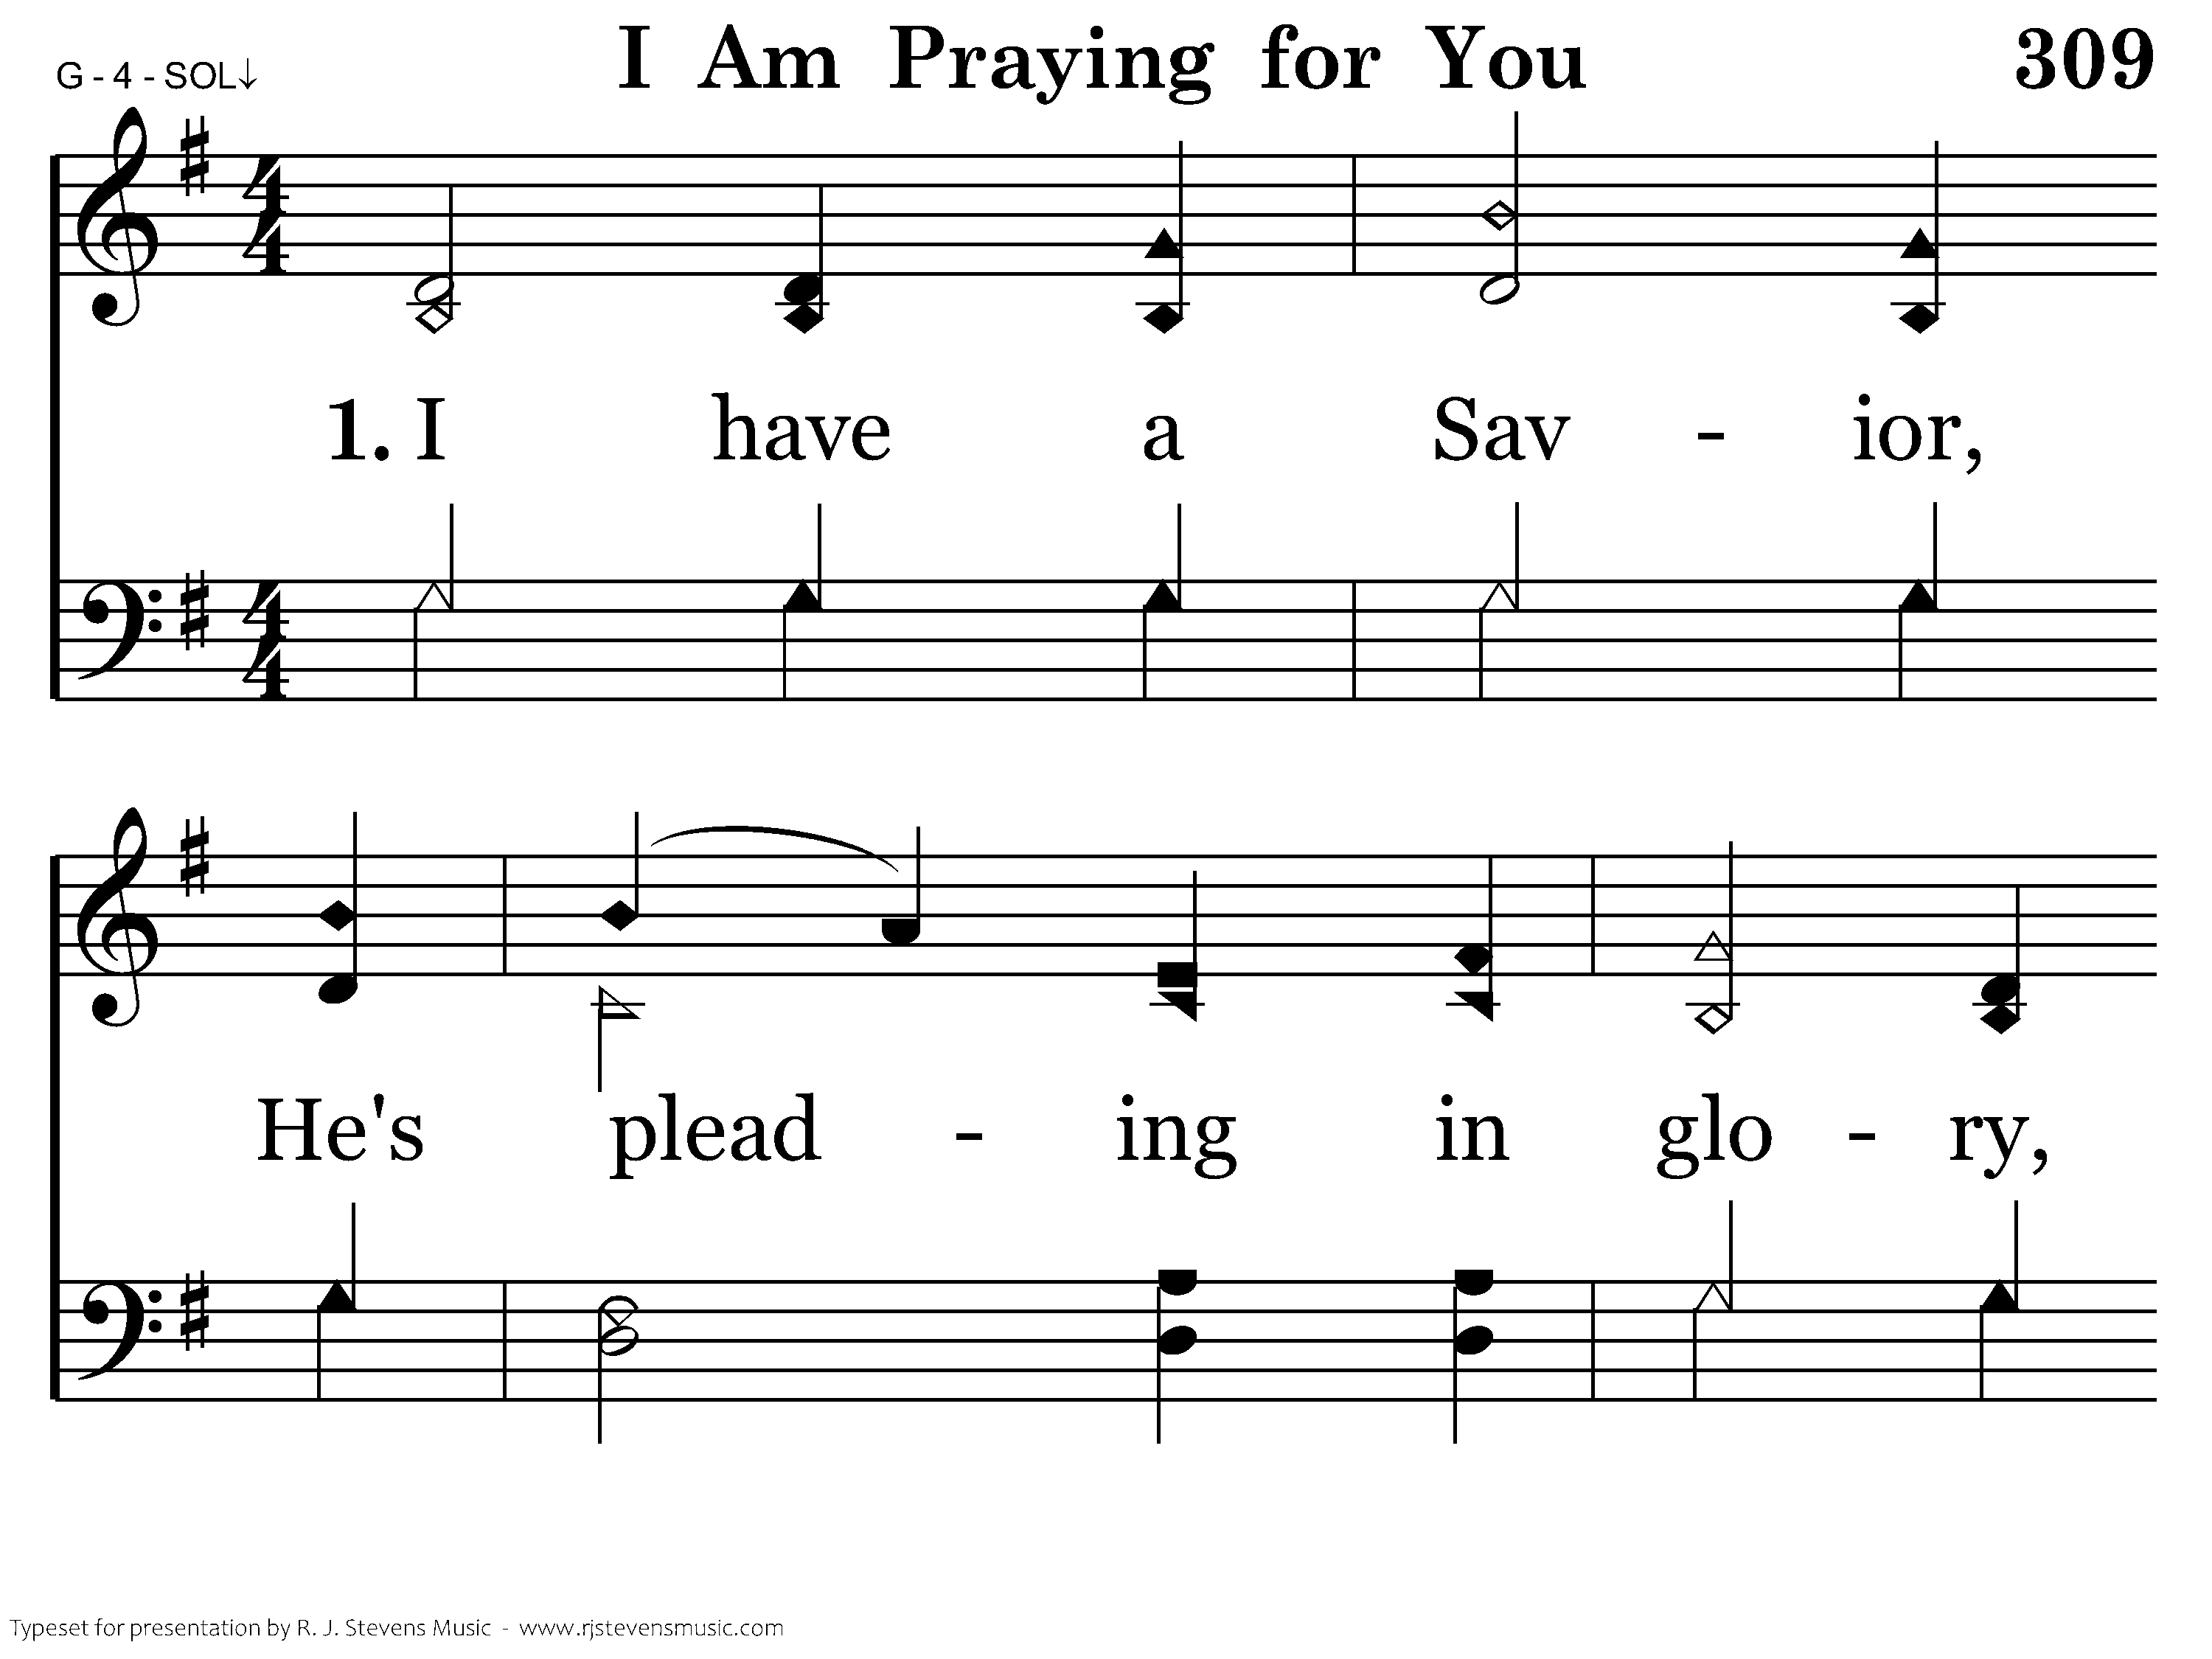 I Am Praying for You 309
G - 4 - SOL↓
1. I have a Sav - ior,
He's plead - ing in glo - ry,
Typeset for presentation by R. J. Stevens Music - www.rjstevensmusic.com